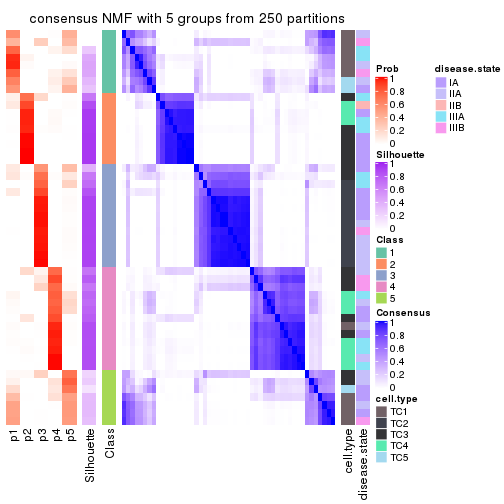 consensus NMF with 5 groups from 250 partitions
Prob
1
0.8
0.6
0.4
0.2
0
Silhouette
1
0.8
0.6
0.4
0.2
0
Class
1
2
3
4
5
Consensus
1
0.8
0.6
0.4
0.2
0
cell.type
TC1
TC2
TC3
TC4
TC5
disease.state
IA
IIA
IIB
IIIA
IIIB
p1
p2
p3
p4
p5
Silhouette
Class
cell.type
disease.state